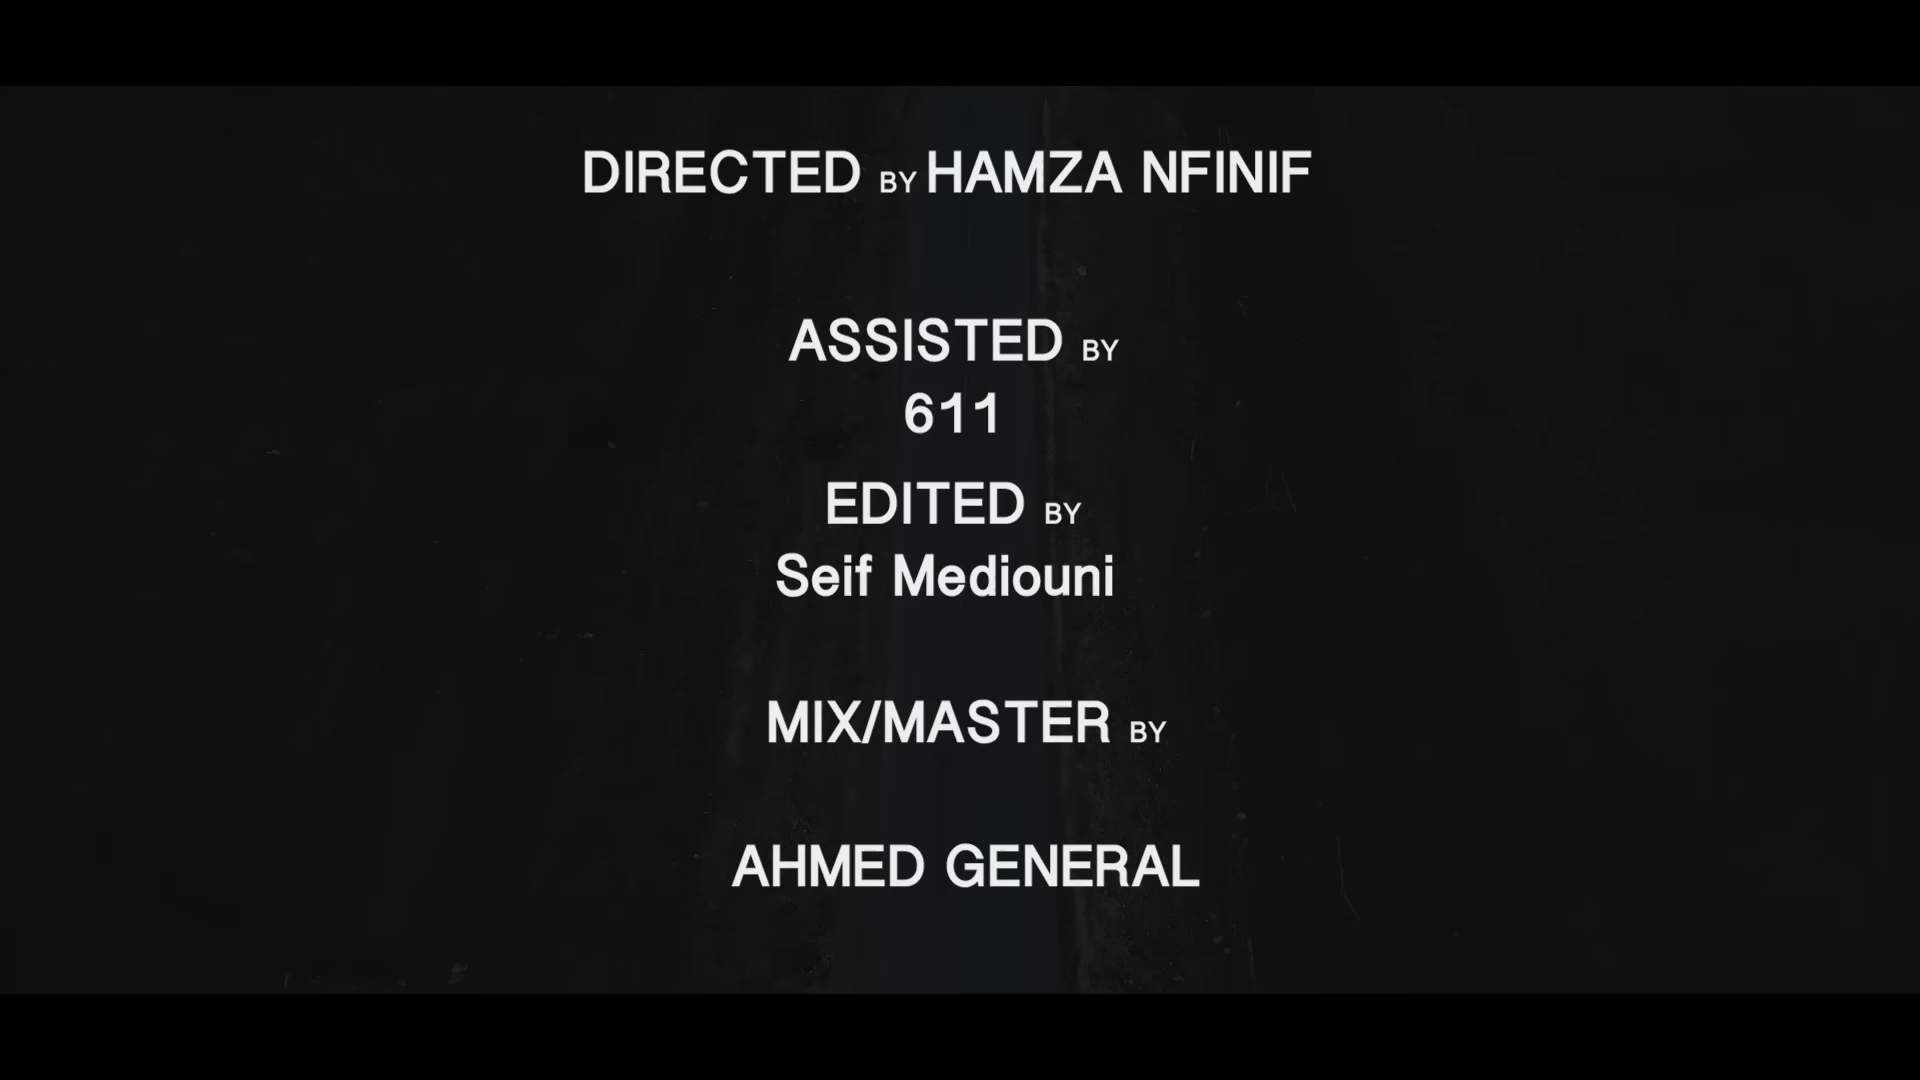 DIRECTED BY HAMZA NFINIF
ASSISTED BY
611
EDITED BY
Seif Mediouni
MIX/MASTER BY
AHMED GENERAL